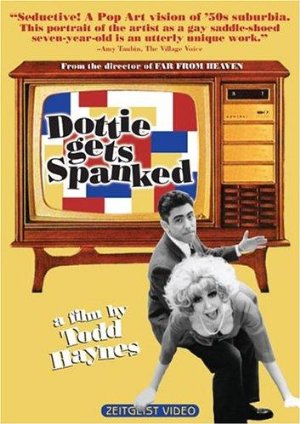 “Seductive! A Pop Art vision of ’50s suburbia.
This portrait of the artist as a gay saddle-shoed
seven-year-old is an utterly unique work.”
–Amy Taubin, The Village Voice
From the director of FAR FROM HEAVEN
Dottie
gets
Spanked
a film by
Todd
Haynes
ZEITGEIST VIDEO